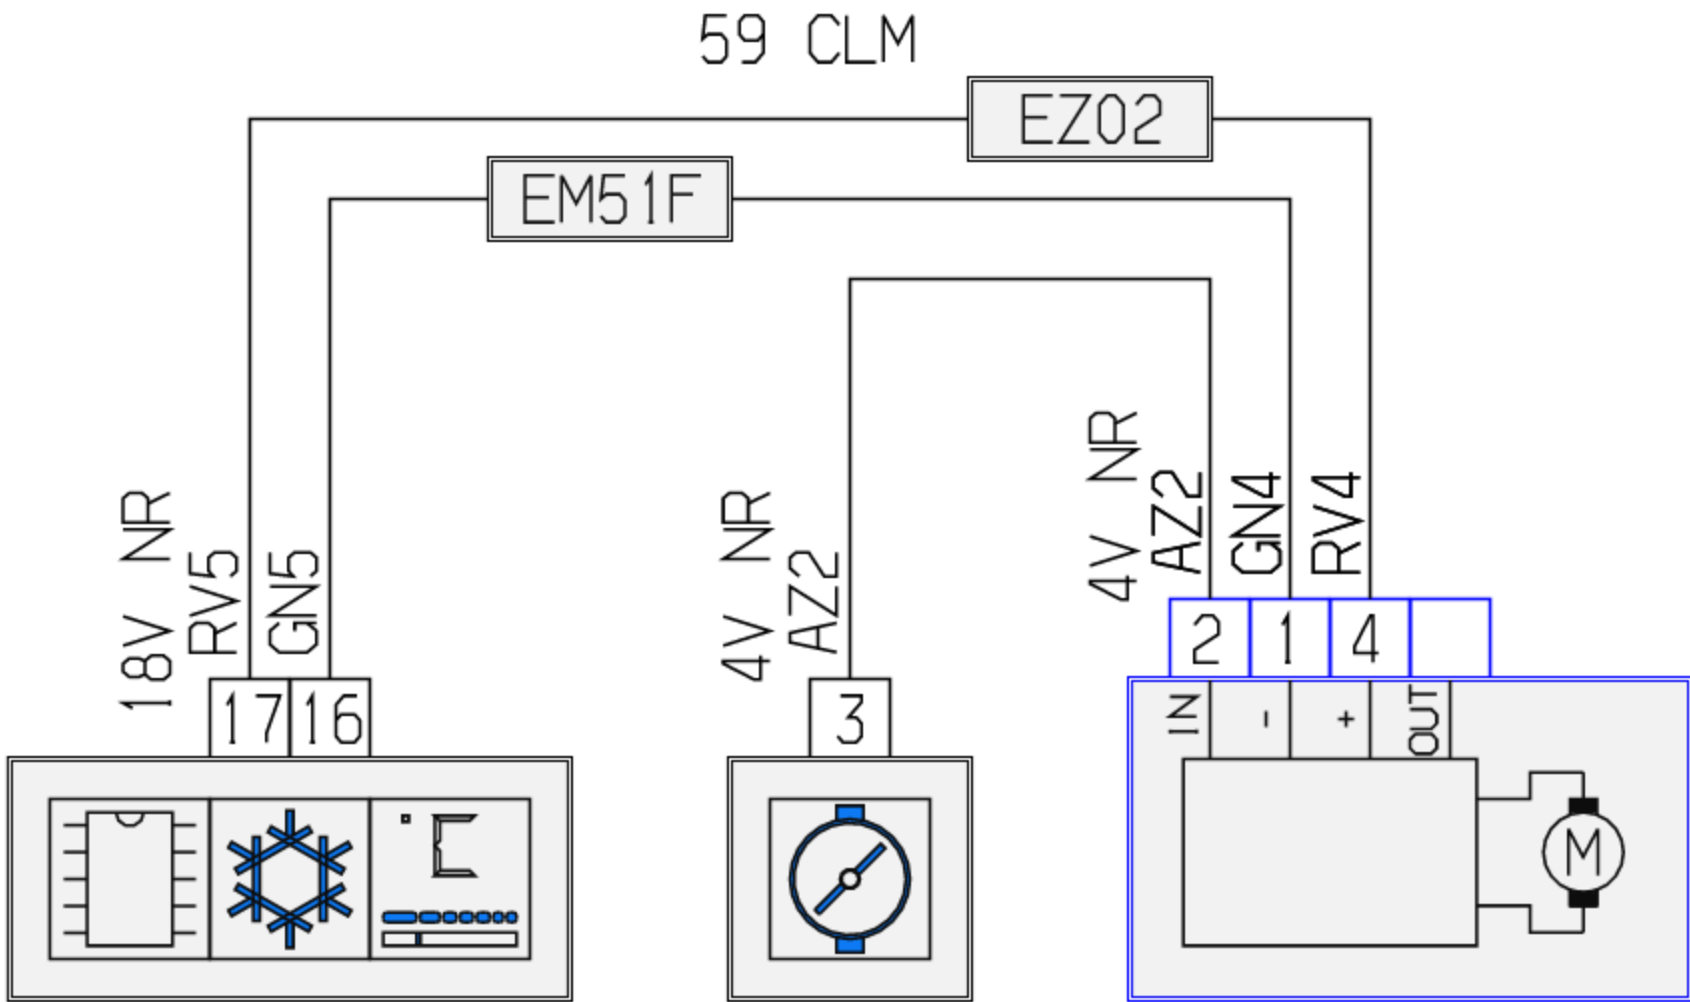 59 CLM
EZ02
EM51F
18V NR
RV5
GN5
4V NR
AZ2
4V NR
AZ2
GN4
RV4
17 16
3
2 1 4
IN - + OUT
°C
M